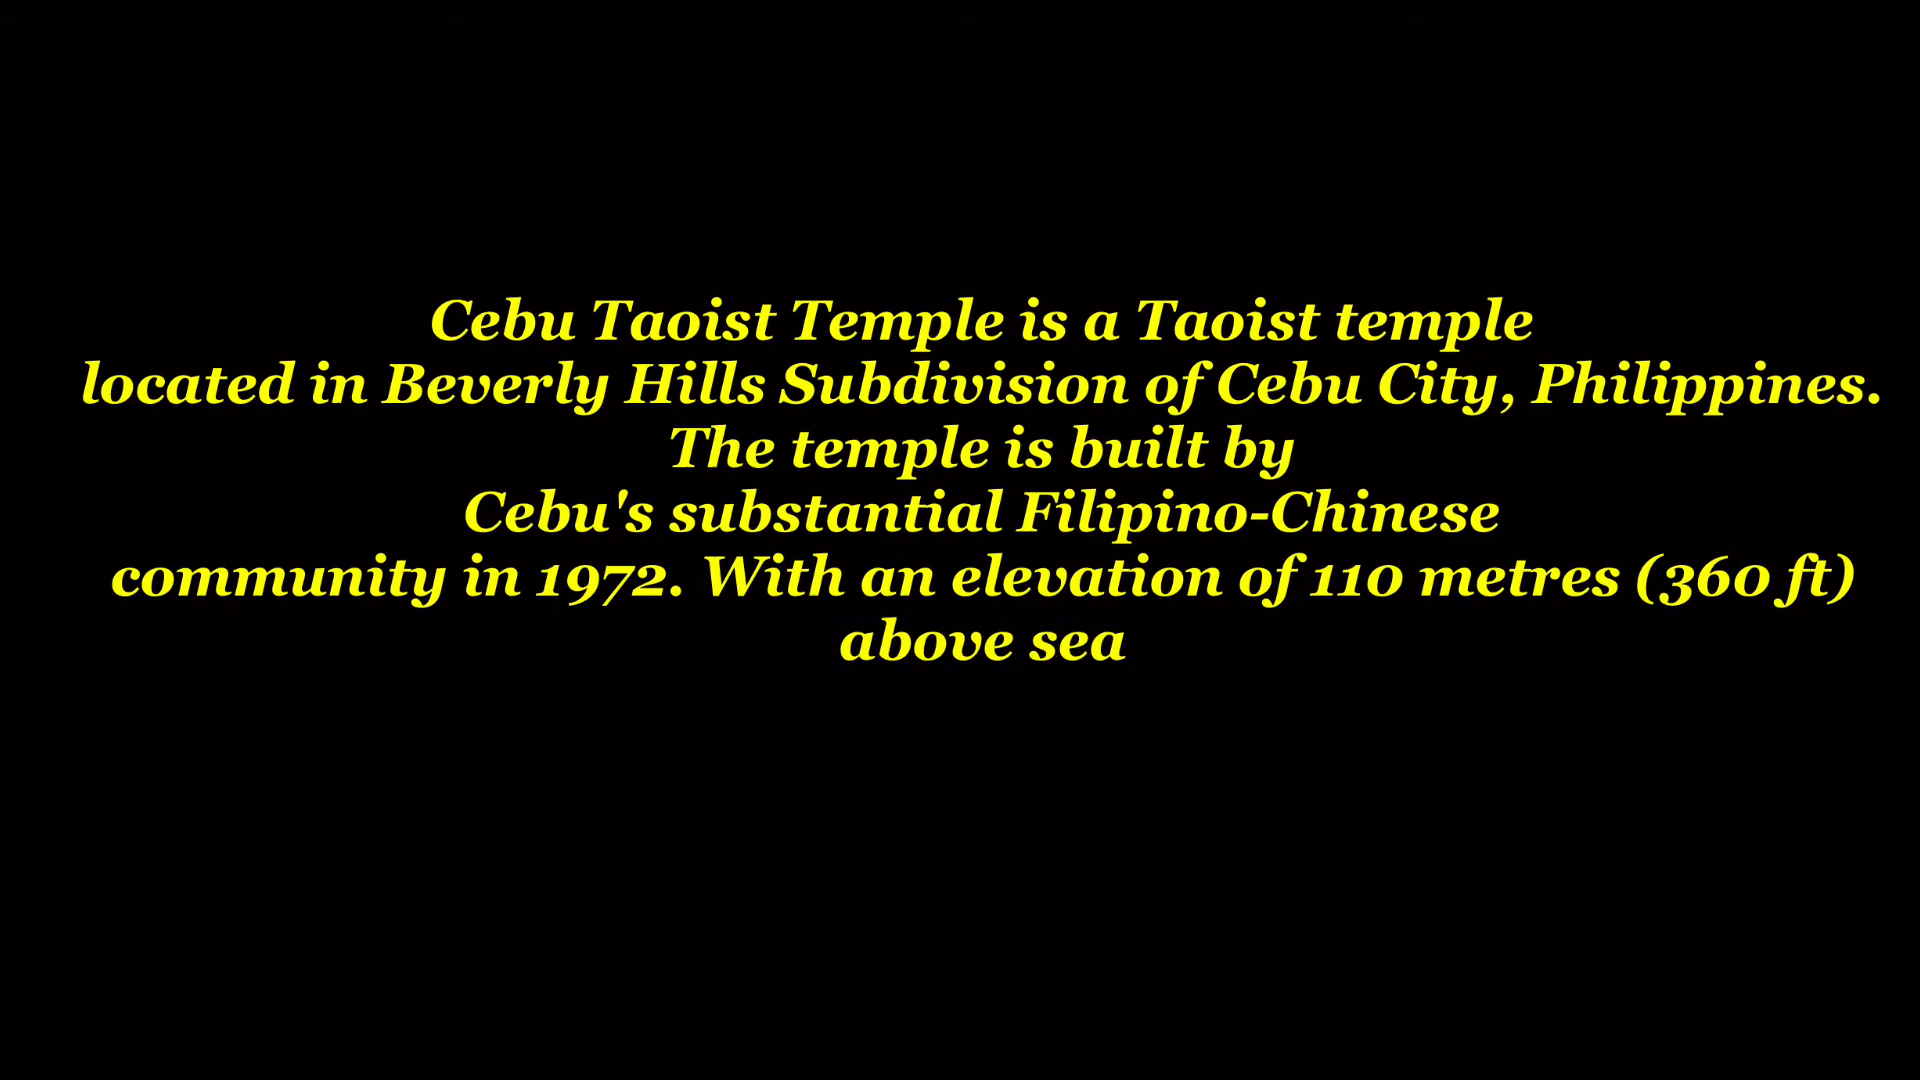 Cebu Taoist Temple is a Taoist temple
located in Beverly Hills Subdivision of Cebu City, Philippines.
The temple is built by
Cebu's substantial Filipino-Chinese
community in 1972. With an elevation of 110 metres (360 ft)
above sea